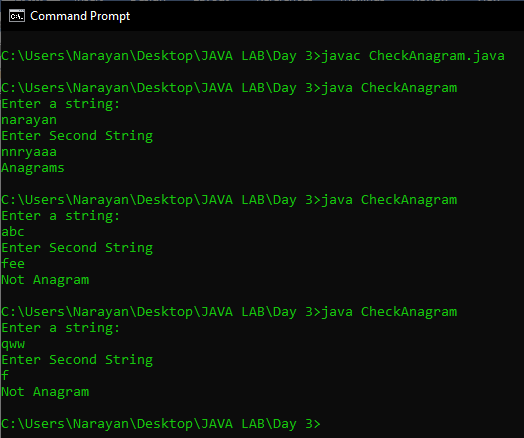 Command Prompt
C:\Users\Narayan\Desktop\JAVA LAB\Day 3>javac CheckAnagram.java
C:\Users\Narayan\Desktop\JAVA LAB\Day 3>java CheckAnagram
Enter a string:
narayan
Enter Second String
nnryaaa
Anagrams
C:\Users\Narayan\Desktop\JAVA LAB\Day 3>java CheckAnagram
Enter a string:
abc
Enter Second String
fee
Not Anagram
C:\Users\Narayan\Desktop\JAVA LAB\Day 3>java CheckAnagram
Enter a string:
qww
Enter Second String
f
Not Anagram
C:\Users\Narayan\Desktop\JAVA LAB\Day 3>